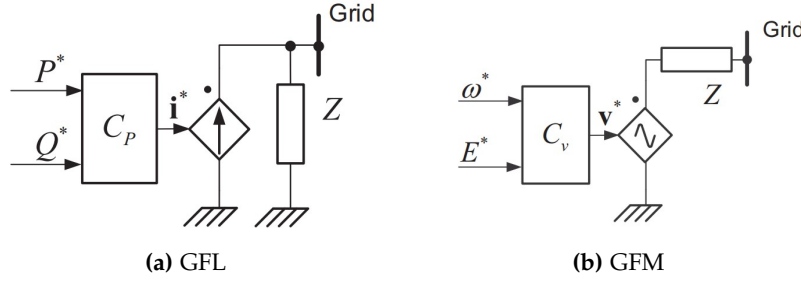 Grid
P*
Q*
C_P
i*
Z
(a) GFL
Grid
ω*
E*
C_v
v*
Z
(b) GFM